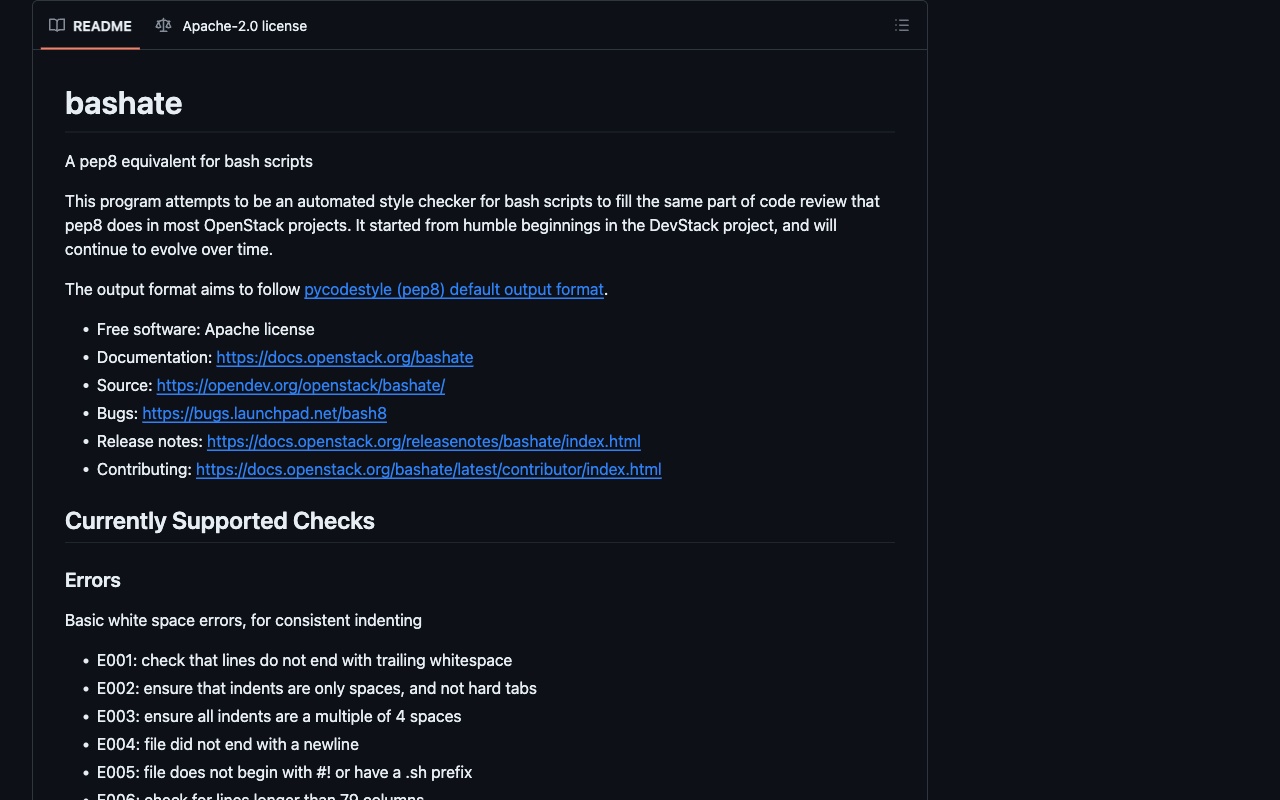 README
Apache-2.0 license
bashate
A pep8 equivalent for bash scripts
This program attempts to be an automated style checker for bash scripts to fill the same part of code review that
pep8 does in most OpenStack projects. It started from humble beginnings in the DevStack project, and will
continue to evolve over time.
The output format aims to follow pycodestyle (pep8) default output format.
• Free software: Apache license
• Documentation: https://docs.openstack.org/bashate
• Source: https://opendev.org/openstack/bashate/
• Bugs: https://bugs.launchpad.net/bash8
• Release notes: https://docs.openstack.org/releasenotes/bashate/index.html
• Contributing: https://docs.openstack.org/bashate/latest/contributor/index.html
Currently Supported Checks
Errors
Basic white space errors, for consistent indenting
• E001: check that lines do not end with trailing whitespace
• E002: ensure that indents are only spaces, and not hard tabs
• E003: ensure all indents are a multiple of 4 spaces
• E004: file did not end with a newline
• E005: file does not begin with #! or have a .sh prefix
• E006: check for lines longer than 79 columns